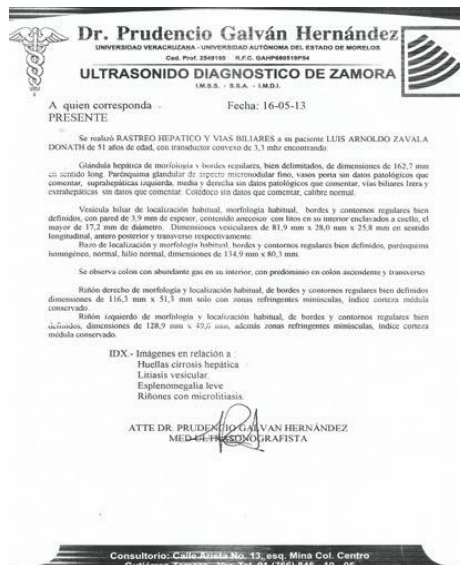 Dr. Prudencio Galván Hernández
UNIVERSIDAD VERACRUZANA - UNIVERSIDAD AUTÓNOMA DEL ESTADO DE MORELOS
Ced. Prof. 2549155 R.F.C. GAHP680519P54
ULTRASONIDO DIAGNOSTICO DE ZAMORA
I.M.S.S. - S.S.A. - I.M.D.I.
A quien corresponda - Fecha: 16-05-13
PRESENTE
Se realizó RASTREO HEPATICO Y VIAS BILIARES a su paciente LUIS ARNOLDO ZAVALA
DONATH de 51 años de edad, con transductor convexo de 3,3 mhz encontrando.
Glándula hepática de morfología y bordes regulares, bien delimitados, de dimensiones de 162,7 mm
en sentido long. Parénquima glandular de aspecto micronodular fino, vasos porta sin datos patológicos que
comentar, suprahepáticas izquierda, media y derecha sin datos patológicos que comentar, vías biliares Intra y
extrahepáticas sin datos que comentar. Colédoco sin datos que comentar, calibre normal.
Vesícula biliar de localización habitual, morfología habitual, bordes y contornos regulares bien
definidos, con pared de 3,9 mm de espesor, contenido anecoico con litos en su interior enclavados a cuello, el
mayor de 17,2 mm de diámetro. Dimensiones vesiculares de 81,9 mm x 28,0 mm x 25,8 mm en sentido
longitudinal, antero posterior y transverso respectivamente.
Bazo de localización y morfología habitual, bordes y contornos regulares bien definidos, parénquima
homogéneo, normal, hilio normal, dimensiones de 134,9 mm x 80,3 mm.
Se observa colon con abundante gas en su interior, con predominio en colon ascendente y transverso
Riñón derecho de morfología y localización habitual, de bordes y contornos regulares bien definidos
dimensiones de 116,3 mm x 51,3 mm solo con zonas refringentes minúsculas, índice corteza médula
conservado.
Riñón izquierdo de morfología y localización habitual, de bordes y contornos regulares bien
definidos, dimensiones de 128,9 mm x 49,0 mm, además zonas refringentes minúsculas, índice corteza
médula conservado.
IDX.- Imágenes en relación a :
Huellas cirrosis hepática
Litiasis vesicular.
Esplenomegalia leve
Riñones con microlitiasis.
ATTE DR. PRUDENCIO GALVAN HERNÁNDEZ
MED ULTRASONOGRAFISTA
Consultorio: Calle Arista No. 13, esq. Mina Col. Centro